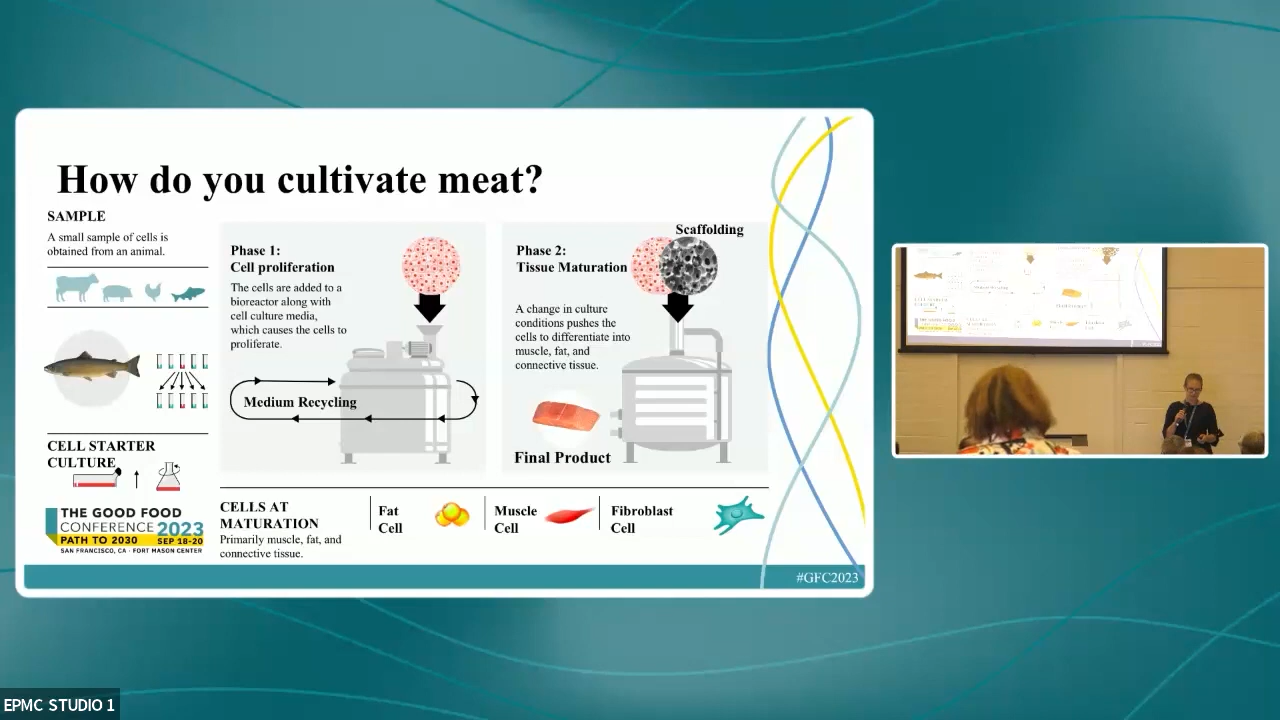 How do you cultivate meat?
SAMPLE
A small sample of cells is
obtained from an animal.
CELL STARTER
CULTURE
THE GOOD FOOD
CONFERENCE 2023
PATH TO 2030 SEP 18-20
SAN FRANCISCO, CA · FORT MASON CENTER
Phase 1:
Cell proliferation
The cells are added to a
bioreactor along with
cell culture media,
which causes the cells to
proliferate.
Medium Recycling
Scaffolding
Phase 2:
Tissue Maturation
A change in culture
conditions pushes the
cells to differentiate into
muscle, fat, and
connective tissue.
Final Product
CELLS AT
MATURATION
Primarily muscle, fat, and
connective tissue.
Fat
Cell
Muscle
Cell
Fibroblast
Cell
#GFC2023
EPMC STUDIO 1